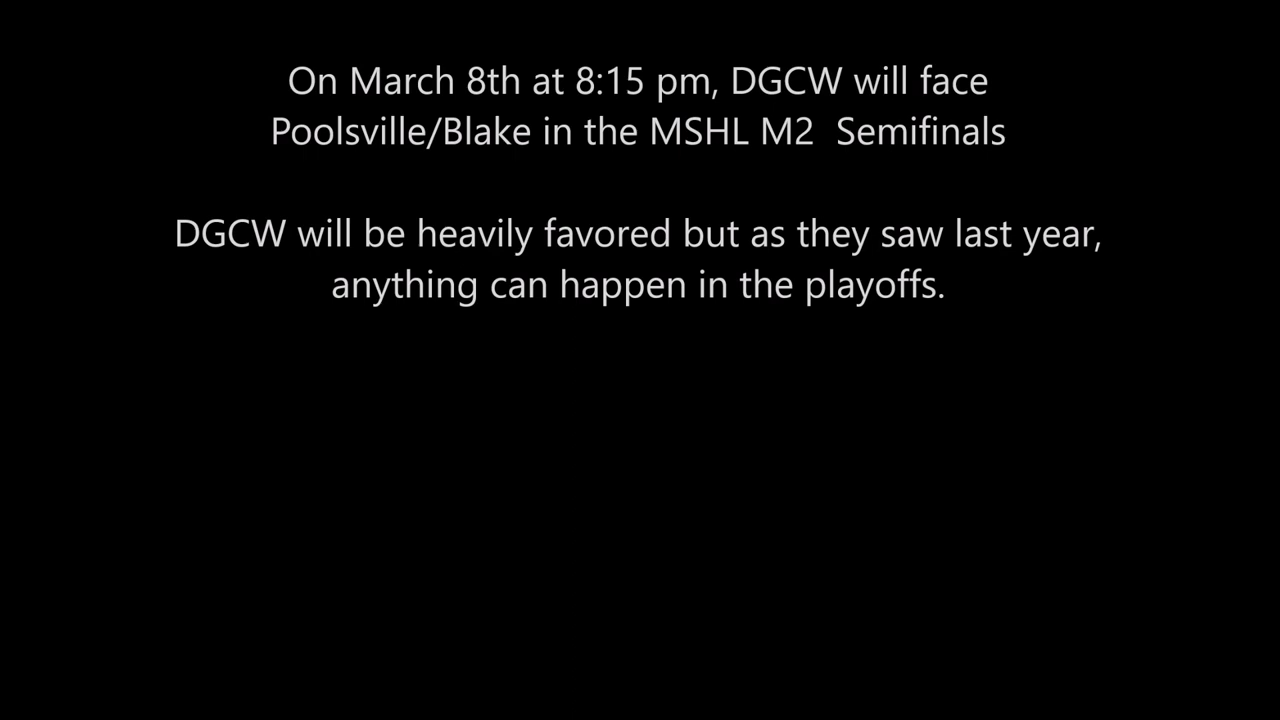 On March 8th at 8:15 pm, DGCW will face
Poolsville/Blake in the MSHL M2  Semifinals
DGCW will be heavily favored but as they saw last year,
anything can happen in the playoffs.